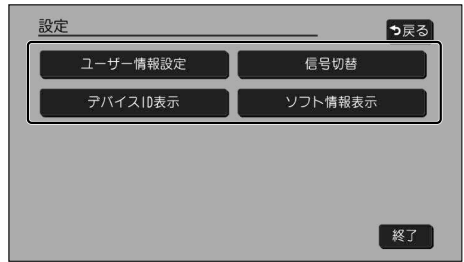 設定
戻る
ユーザー情報設定
信号切替
デバイスID表示
ソフト情報表示
終了